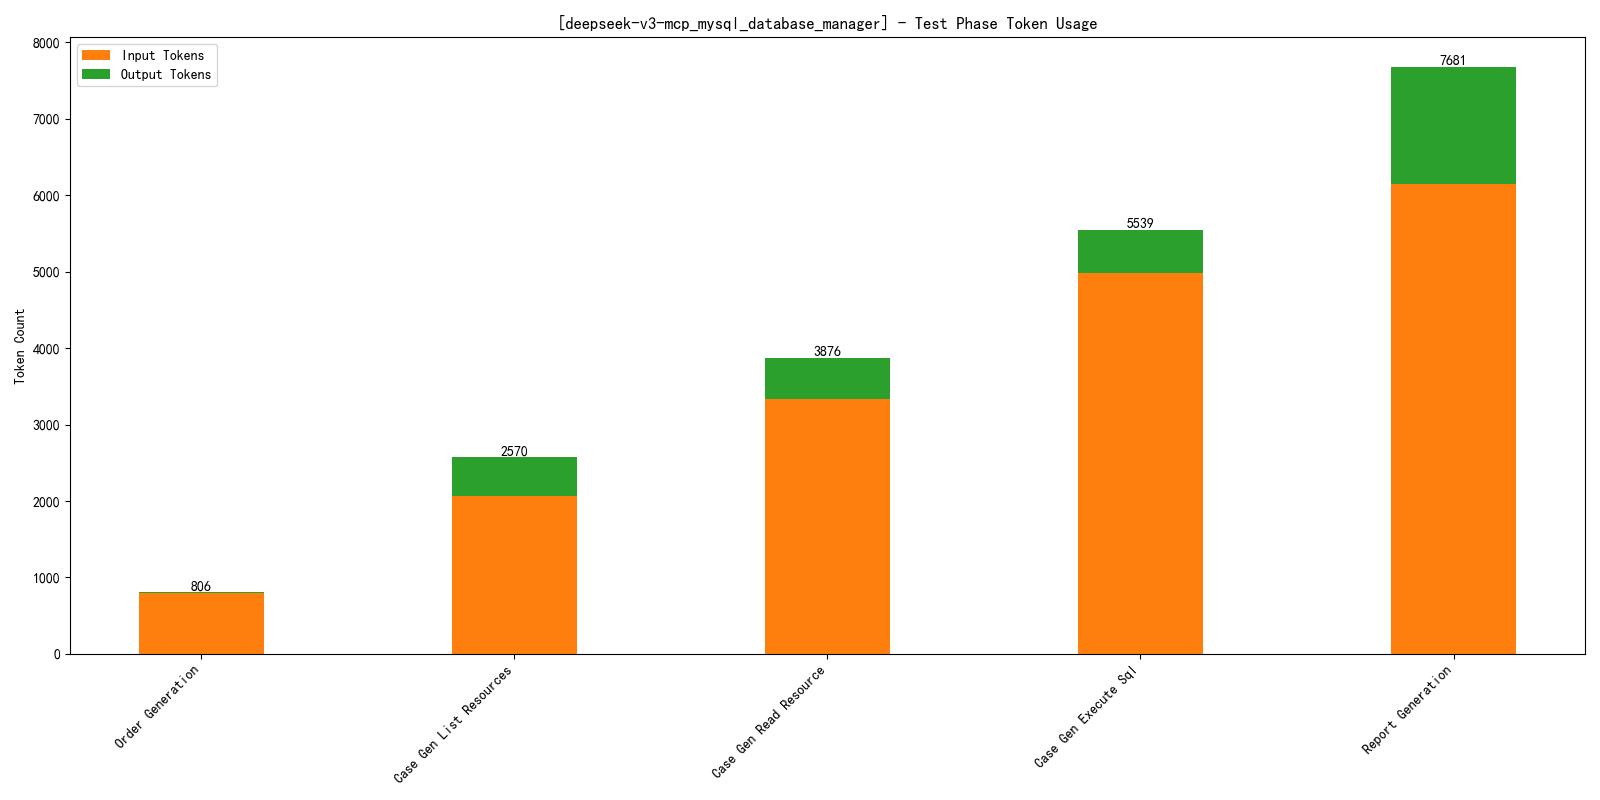 [deepseek-v3-mcp_mysql_database_manager] - Test Phase Token Usage
Input Tokens
Output Tokens
Token Count
8000
7000
6000
5000
4000
3000
2000
1000
0
806
2570
3876
5539
7681
Order Generation
Case Gen List Resources
Case Gen Read Resource
Case Gen Execute Sql
Report Generation